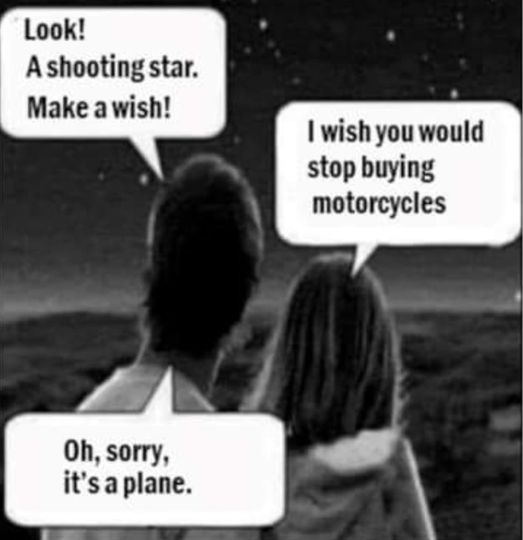 Look!
A shooting star.
Make a wish!
I wish you would
stop buying
motorcycles
Oh, sorry,
it's a plane.